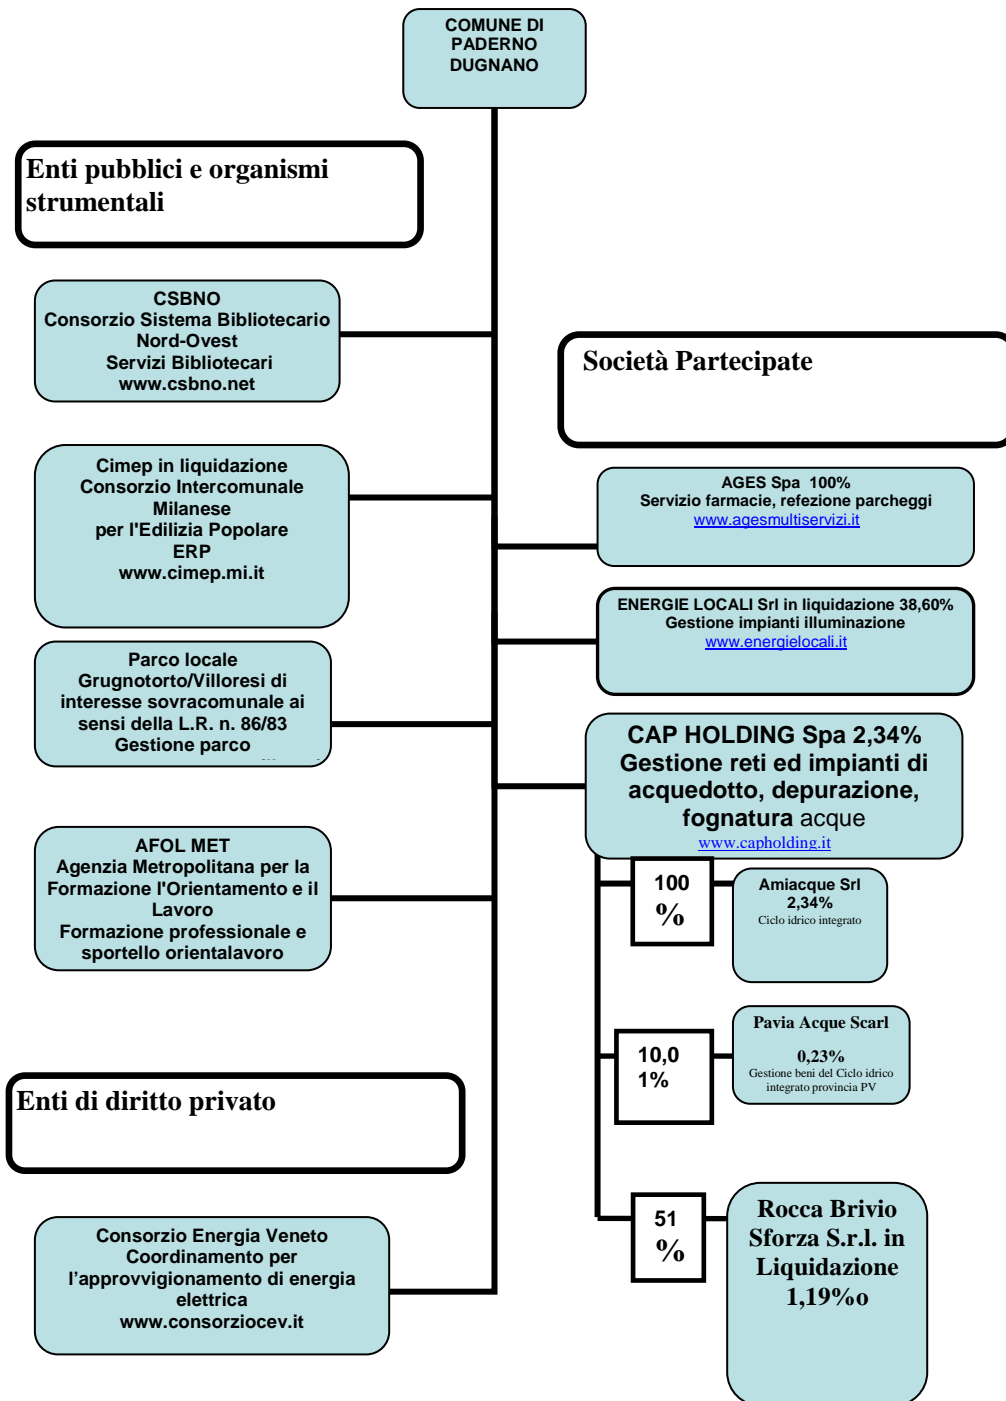 COMUNE DI
PADERNO
DUGNANO
Enti pubblici e organismi
strumentali
CSBNO
Consorzio Sistema Bibliotecario
Nord-Ovest
Servizi Bibliotecari
www.csbno.net
Cimep in liquidazione
Consorzio Intercomunale
Milanese
per l'Edilizia Popolare
ERP
www.cimep.mi.it
Parco locale
Grugnotorto/Villoresi di
interesse sovracomunale ai
sensi della L.R. n. 86/83
Gestione parco
AFOL MET
Agenzia Metropolitana per la
Formazione l'Orientamento e il
Lavoro
Formazione professionale e
sportello orientalavoro
Enti di diritto privato
Consorzio Energia Veneto
Coordinamento per
l'approvvigionamento di energia
elettrica
www.consorziocev.it
Società Partecipate
AGES Spa 100%
Servizio farmacie, refezione parcheggi
www.agesmultiservizi.it
ENERGIE LOCALI Srl in liquidazione 38,60%
Gestione impianti illuminazione
www.energielocali.it
CAP HOLDING Spa 2,34%
Gestione reti ed impianti di
acquedotto, depurazione,
fognatura acque
www.capholding.it
100
%
Amiacque Srl
2,34%
Ciclo idrico integrato
10,0
1%
Pavia Acque Scarl
0,23%
Gestione beni del Ciclo idrico
integrato provincia PV
51
%
Rocca Brivio
Sforza S.r.l. in
Liquidazione
1,19%o